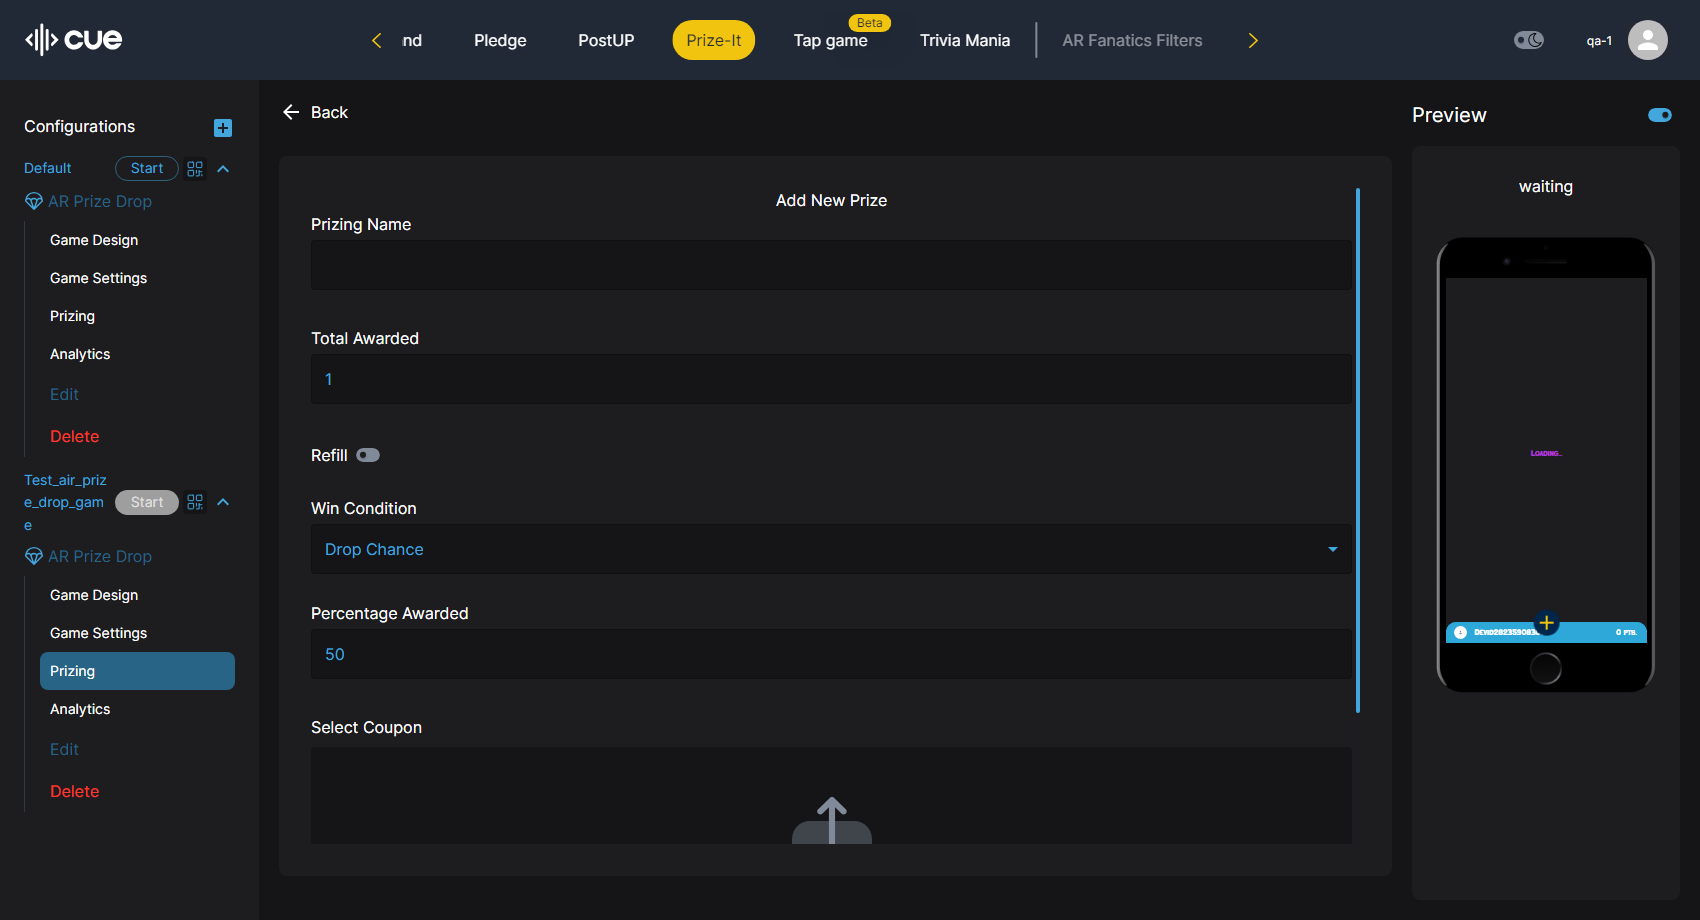 cue
nd
Pledge
PostUP
Prize-It
Beta
Tap game
Trivia Mania
AR Fanatics Filters
qa-1
Configurations
Default
Start
AR Prize Drop
Game Design
Game Settings
Prizing
Analytics
Edit
Delete
Test_air_priz
e_drop_gam
e
Start
AR Prize Drop
Game Design
Game Settings
Prizing
Analytics
Edit
Delete
Back
Add New Prize
Prizing Name
Total Awarded
1
Refill
Win Condition
Drop Chance
Percentage Awarded
50
Select Coupon
Preview
waiting
Loading...
0 PTS.